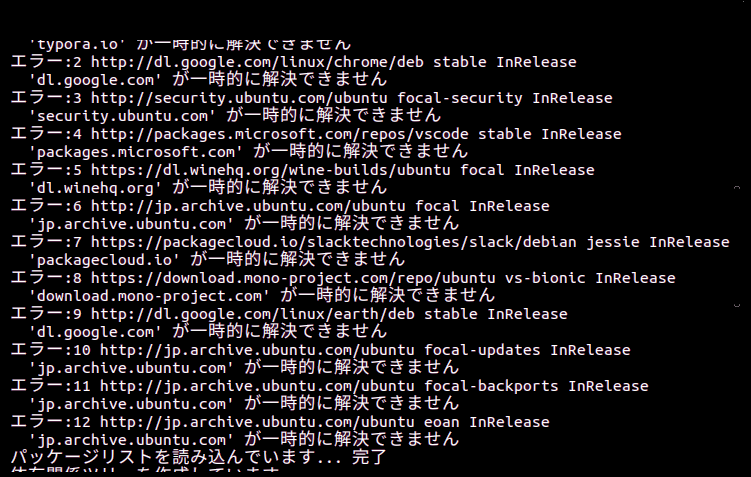 'typora.io' が一時的に解決できません
エラー:2 http://dl.google.com/linux/chrome/deb stable InRelease
'dl.google.com' が一時的に解決できません
エラー:3 http://security.ubuntu.com/ubuntu focal-security InRelease
'security.ubuntu.com' が一時的に解決できません
エラー:4 http://packages.microsoft.com/repos/vscode stable InRelease
'packages.microsoft.com' が一時的に解決できません
エラー:5 https://dl.winehq.org/wine-builds/ubuntu focal InRelease
'dl.winehq.org' が一時的に解決できません
エラー:6 http://jp.archive.ubuntu.com/ubuntu focal InRelease
'jp.archive.ubuntu.com' が一時的に解決できません
エラー:7 https://packagecloud.io/slacktechnologies/slack/debian jessie InRelease
'packagecloud.io' が一時的に解決できません
エラー:8 https://download.mono-project.com/repo/ubuntu vs-bionic InRelease
'download.mono-project.com' が一時的に解決できません
エラー:9 http://dl.google.com/linux/earth/deb stable InRelease
'dl.google.com' が一時的に解決できません
エラー:10 http://jp.archive.ubuntu.com/ubuntu focal-updates InRelease
'jp.archive.ubuntu.com' が一時的に解決できません
エラー:11 http://jp.archive.ubuntu.com/ubuntu focal-backports InRelease
'jp.archive.ubuntu.com' が一時的に解決できません
エラー:12 http://jp.archive.ubuntu.com/ubuntu eoan InRelease
'jp.archive.ubuntu.com' が一時的に解決できません
パッケージリストを読み込んでいます... 完了
依存関係ツリーを作成しています